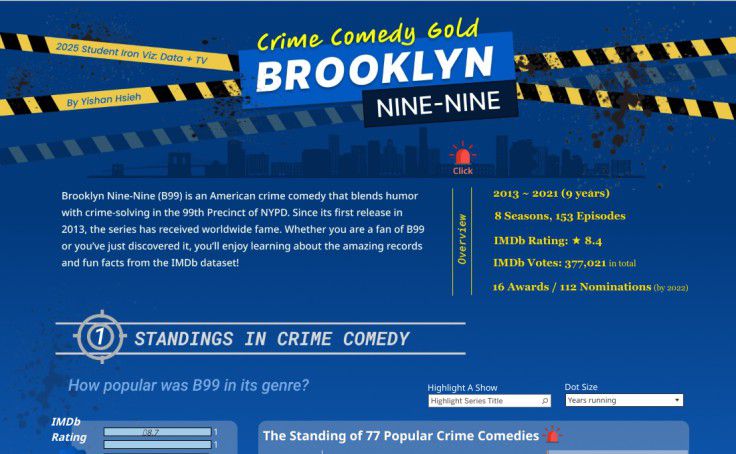 2025 Student Iron Viz: Data + TV
By Yishan Hsieh
Crime Comedy Gold
BROOKLYN
NINE-NINE
Click
Brooklyn Nine-Nine (B99) is an American crime comedy that blends humor
with crime-solving in the 99th Precinct of NYPD. Since its first release in
2013, the series has received worldwide fame. Whether you are a fan of B99
or you've just discovered it, you'll enjoy learning about the amazing records
and fun facts from the IMDb dataset!
Overview
2013 ~ 2021 (9 years)
8 Seasons, 153 Episodes
IMDb Rating: ★ 8.4
IMDb Votes: 377,021 in total
16 Awards / 112 Nominations (by 2022)
1 STANDINGS IN CRIME COMEDY
How popular was B99 in its genre?
Highlight A Show
Highlight Series Title
Dot Size
Years running
IMDb
Rating
8.7
1
1
The Standing of 77 Popular Crime Comedies